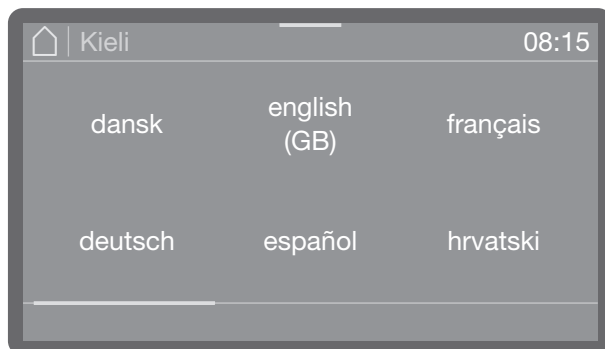 Kieli
08:15
dansk
english
(GB)
français
deutsch
español
hrvatski